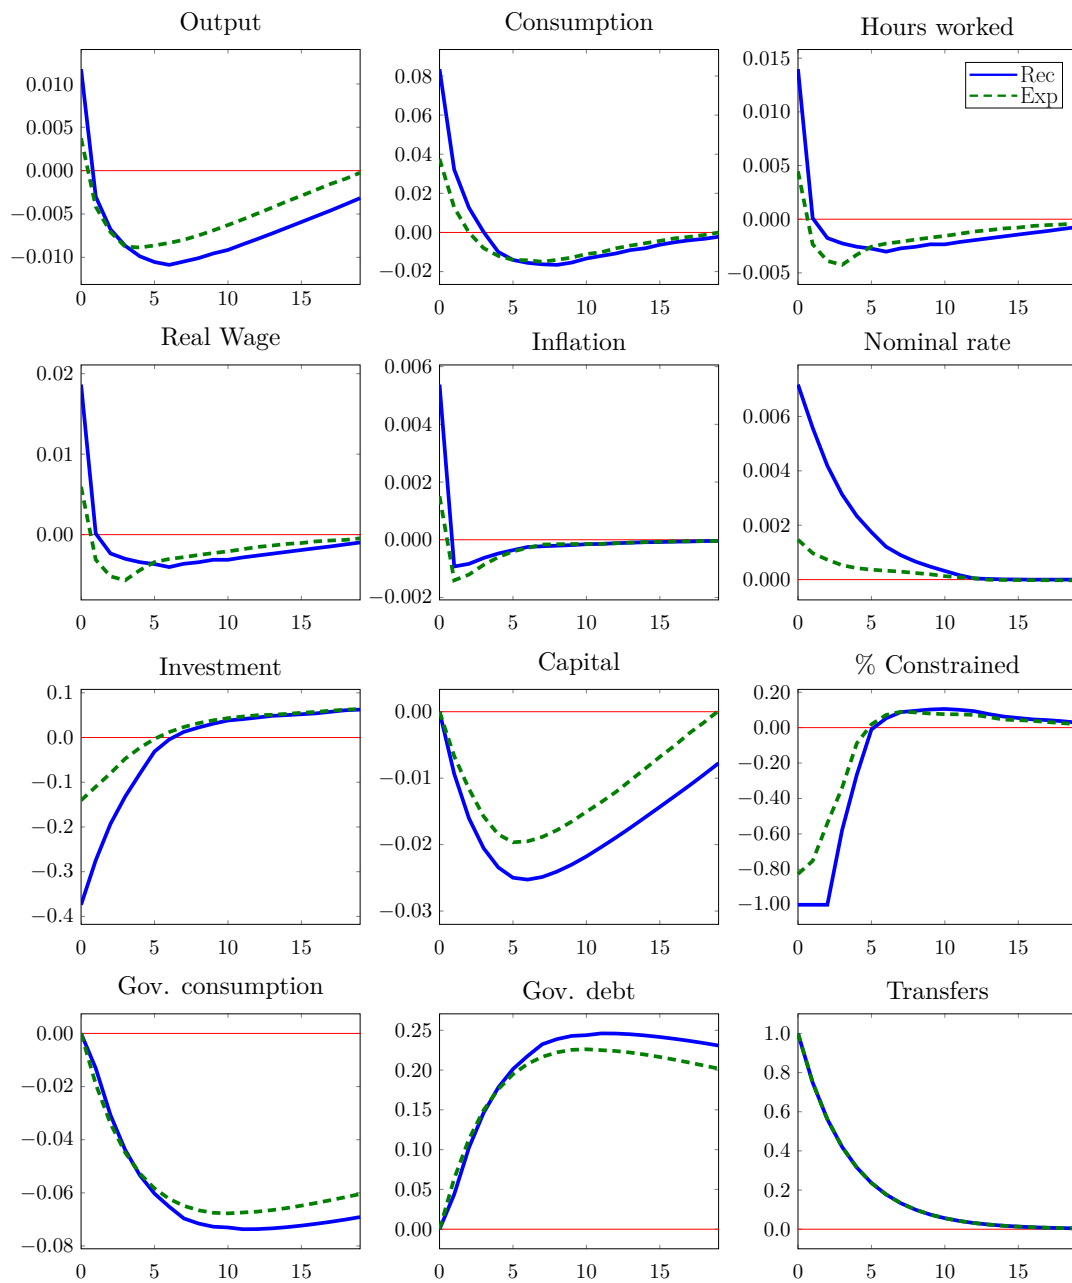 Output
0.010
0.005
0.000
−0.005
−0.010
0 5 10 15
Consumption
0.08
0.06
0.04
0.02
0.00
−0.02
0 5 10 15
Hours worked
Rec
Exp
0.015
0.010
0.005
0.000
−0.005
0 5 10 15
Real Wage
0.02
0.01
0.00
0 5 10 15
Inflation
0.006
0.004
0.002
0.000
−0.002
0 5 10 15
Nominal rate
0.006
0.004
0.002
0.000
0 5 10 15
Investment
0.1
0.0
−0.1
−0.2
−0.3
−0.4
0 5 10 15
Capital
0.00
−0.01
−0.02
−0.03
0 5 10 15
% Constrained
0.20
0.00
−0.20
−0.40
−0.60
−0.80
−1.00
0 5 10 15
Gov. consumption
0.00
−0.02
−0.04
−0.06
−0.08
0 5 10 15
Gov. debt
0.25
0.20
0.15
0.10
0.05
0.00
0 5 10 15
Transfers
1.0
0.8
0.6
0.4
0.2
0.0
0 5 10 15